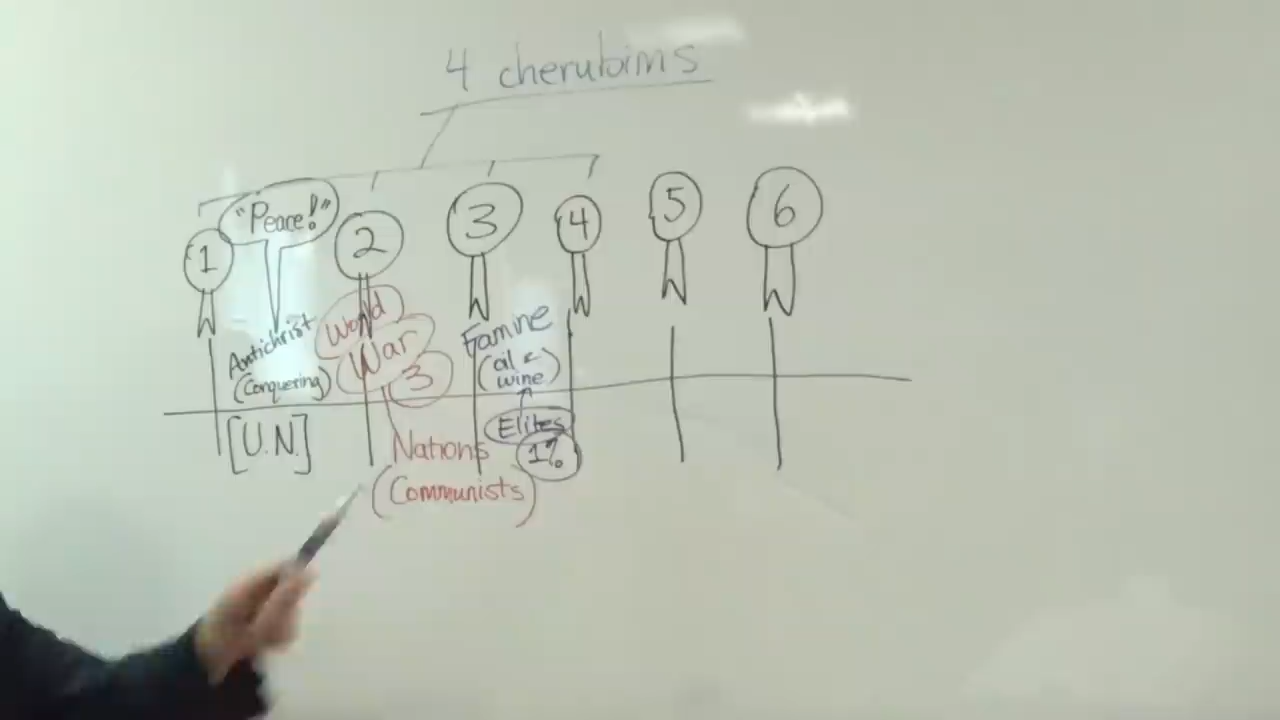 4 cherubims
"Peace!"
1
2
3
4
5
6
Antichrist
(Conquering)
[U.N.]
World
War
3
Nations
(Communists)
Famine
(oil &
wine)
Elites
1%